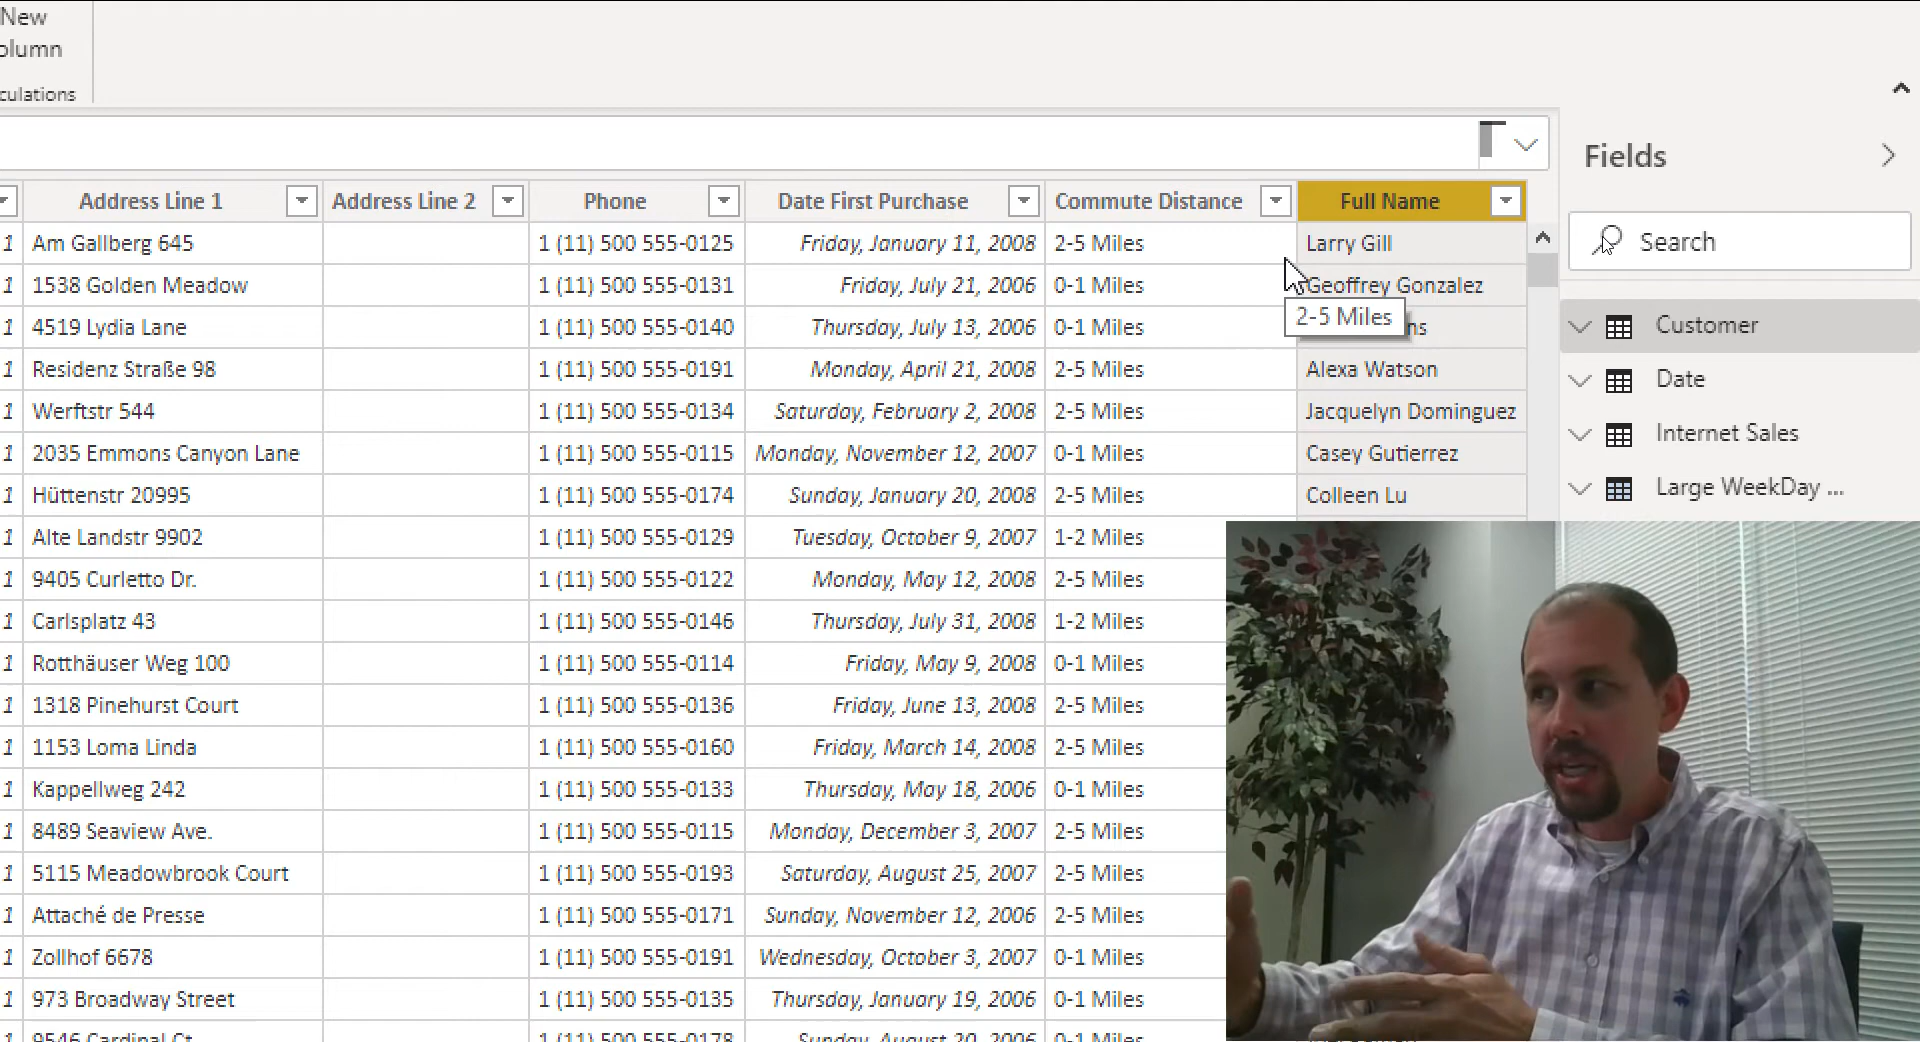 New
olumn
culations
Fields
Address Line 1 Address Line 2 Phone Date First Purchase Commute Distance Full Name
Search
1 Am Gallberg 645 1 (11) 500 555-0125 Friday, January 11, 2008 2-5 Miles Larry Gill
1 1538 Golden Meadow 1 (11) 500 555-0131 Friday, July 21, 2006 0-1 Miles Geoffrey Gonzalez
2-5 Miles
1 4519 Lydia Lane 1 (11) 500 555-0140 Thursday, July 13, 2006 0-1 Miles ns
Customer
1 Residenz Straße 98 1 (11) 500 555-0191 Monday, April 21, 2008 2-5 Miles Alexa Watson
Date
1 Werftstr 544 1 (11) 500 555-0134 Saturday, February 2, 2008 2-5 Miles Jacquelyn Dominguez
Internet Sales
1 2035 Emmons Canyon Lane 1 (11) 500 555-0115 Monday, November 12, 2007 0-1 Miles Casey Gutierrez
Large WeekDay ...
1 Hüttenstr 20995 1 (11) 500 555-0174 Sunday, January 20, 2008 2-5 Miles Colleen Lu
1 Alte Landstr 9902 1 (11) 500 555-0129 Tuesday, October 9, 2007 1-2 Miles
1 9405 Curletto Dr. 1 (11) 500 555-0122 Monday, May 12, 2008 2-5 Miles
1 Carlsplatz 43 1 (11) 500 555-0146 Thursday, July 31, 2008 1-2 Miles
1 Rotthäuser Weg 100 1 (11) 500 555-0114 Friday, May 9, 2008 0-1 Miles
1 1318 Pinehurst Court 1 (11) 500 555-0136 Friday, June 13, 2008 2-5 Miles
1 1153 Loma Linda 1 (11) 500 555-0160 Friday, March 14, 2008 2-5 Miles
1 Kappellweg 242 1 (11) 500 555-0133 Thursday, May 18, 2006 0-1 Miles
1 8489 Seaview Ave. 1 (11) 500 555-0115 Monday, December 3, 2007 2-5 Miles
1 5115 Meadowbrook Court 1 (11) 500 555-0193 Saturday, August 25, 2007 2-5 Miles
1 Attaché de Presse 1 (11) 500 555-0171 Sunday, November 12, 2006 2-5 Miles
1 Zollhof 6678 1 (11) 500 555-0191 Wednesday, October 3, 2007 0-1 Miles
1 973 Broadway Street 1 (11) 500 555-0135 Thursday, January 19, 2006 0-1 Miles
1 9546 Cardinal Ct. 1 (11) 500 555-0178 Sunday, August 20, 2006 0-1 Miles